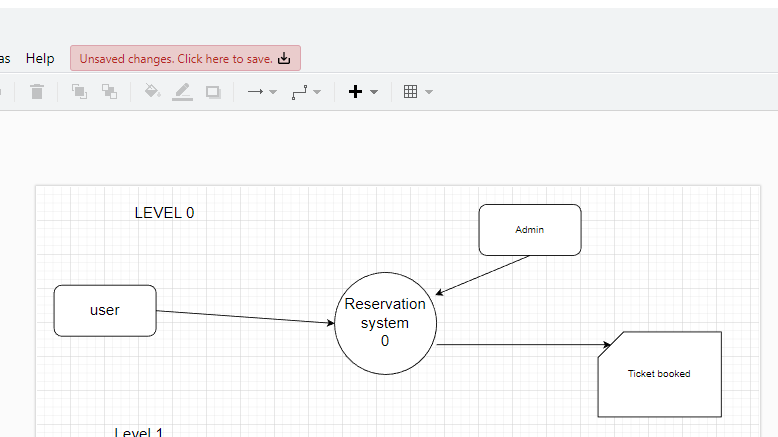 as Help Unsaved changes. Click here to save.
LEVEL 0
Admin
user
Reservation
system
0
Ticket booked
Level 1